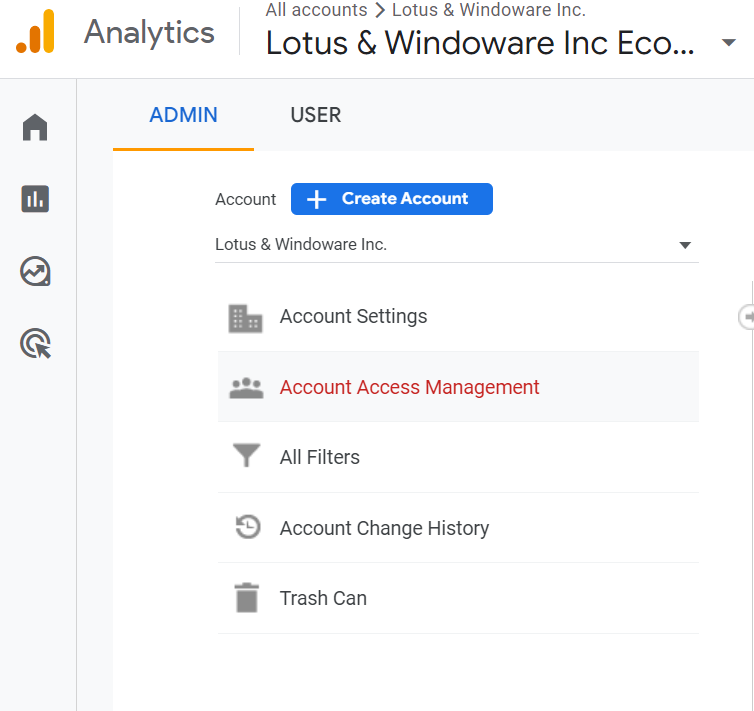 All accounts > Lotus & Windoware Inc.
Analytics
Lotus & Windoware Inc Eco...
ADMIN
USER
Account
Create Account
Lotus & Windoware Inc.
Account Settings
Account Access Management
All Filters
Account Change History
Trash Can